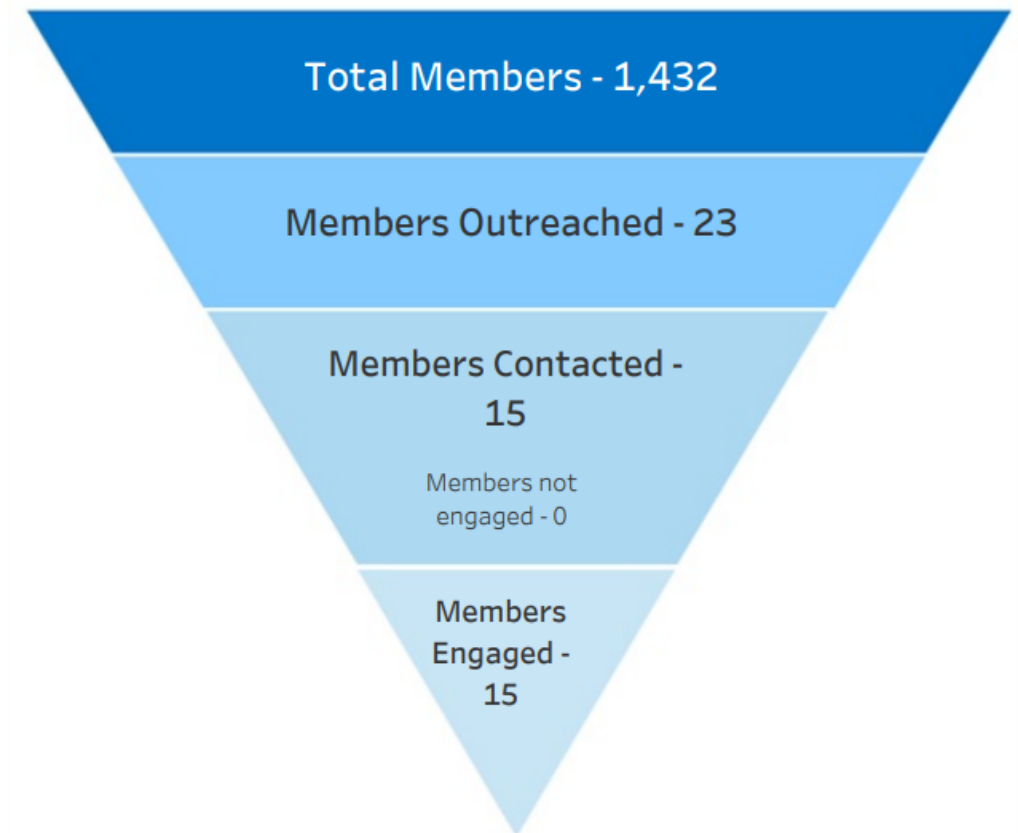 Total Members - 1,432
Members Outreached - 23
Members Contacted -
15
Members not
engaged - 0
Members
Engaged -
15